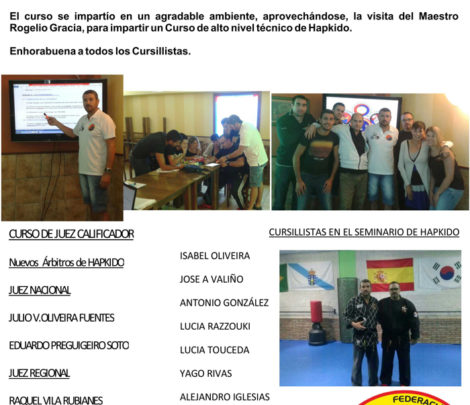 El curso se impartío en un agradable ambiente, aprovechándose, la visita del Maestro
Rogelio Gracia, para impartir un Curso de alto nivel técnico de Hapkido.
Enhorabuena a todos los Cursillistas.
CURSO DE JUEZ CALIFICADOR
Nuevos Árbitros de HAPKIDO
JUEZ NACIONAL
JULIO V.OLIVEIRA FUENTES
EDUARDO PREGUIGEIRO SOTO
JUEZ REGIONAL
RAQUEL VILA RUBIANES
ISABEL OLIVEIRA
JOSE A VALIÑO
ANTONIO GONZÁLEZ
LUCIA RAZZOUKI
LUCIA TOUCEDA
YAGO RIVAS
ALEJANDRO IGLESIAS
CURSILLISTAS EN EL SEMINARIO DE HAPKIDO
FEDERACI